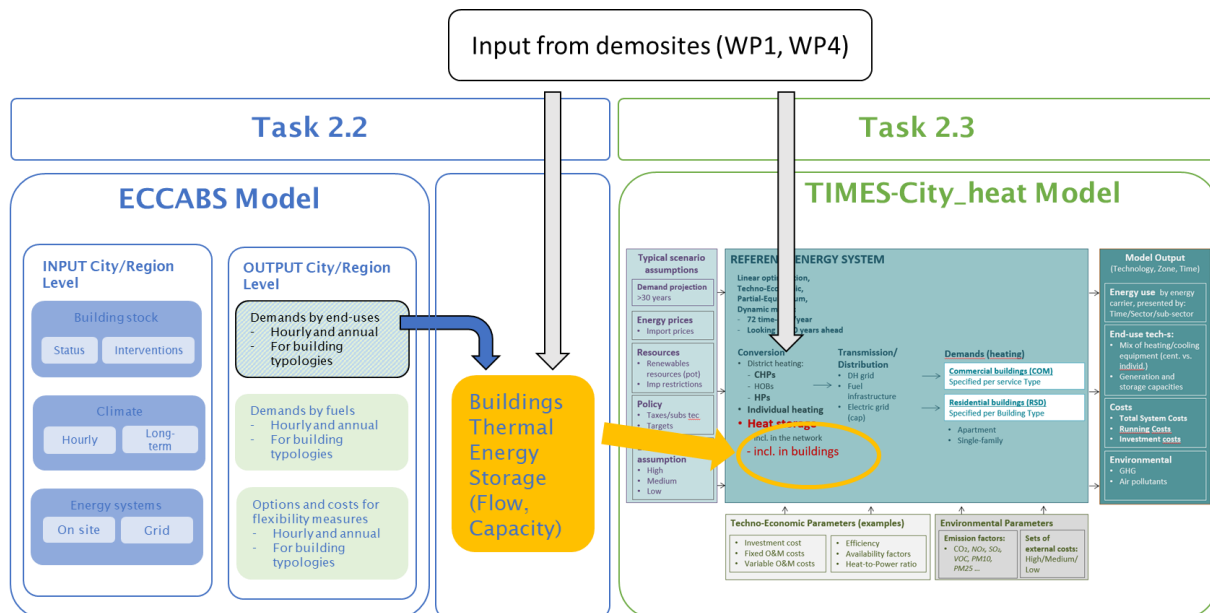 Input from demosites (WP1, WP4)
Task 2.2
Task 2.3
ECCABS Model
INPUT City/Region
Level
Building stock
Status
Interventions
Climate
Hourly
Long-
term
Energy systems
On site
Grid
OUTPUT City/Region
Level
Demands by end-uses
- Hourly and annual
- For building
typologies
Demands by fuels
- Hourly and annual
- For building
typologies
Options and costs for
flexibility measures
- Hourly and annual
- For building
typologies
Buildings
Thermal
Energy
Storage
(Flow,
Capacity)
TIMES-City_heat Model
Typical scenario
assumptions
Demand projection
>30 years
Energy prices
• Import prices
Resources
• Renewables
resources (pot)
• Imp restrictions
Policy
• Taxes/subs tec
• Targets
assumption
• High
• Medium
• Low
ENERGY SYSTEM
Linear
Techno-
Partial-
Dynamic
- 72
- Looking years ahead
Conversion
• District heating:
- CHPs
- HOBs
- HPs
• Individual heating
• Heat storage
incl. in the network
- incl. in buildings
Transmission/
Distribution
• DH grid
• Fuel
Infrastructure
• Electric grid
(cap)
Demands (heating)
Commercial buildings (COM)
Specified per service Type
Residential buildings (RSD)
Specified per Building Type
• Apartment
• Single-family
Model Output
(Technology, Zone, Time)
Energy use by energy
carrier, presented by:
Time/Sector/sub-sector
End-use tech-s:
• Mix of heating/cooling
equipment (cent. vs.
individ.)
• Generation and
storage capacities
Costs
• Total System Costs
• Running Costs
• Investment costs
Environmental
• GHG
• Air pollutants
Techno-Economic Parameters (examples)
• Investment cost
• Fixed O&M costs
• Variable O&M costs
• Efficiency
• Availability factors
• Heat-to-Power ratio
Environmental Parameters
Emission factors:
• CO₂, NOx, SO₂,
VOC, PM10,
PM25 ...
Sets of
external costs:
High/Medium/
Low